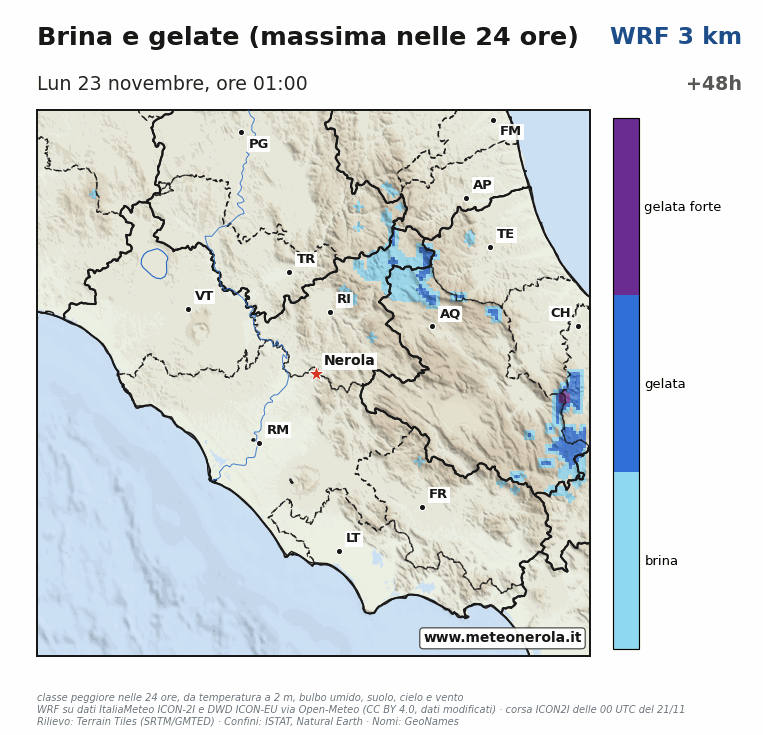 Brina e gelate (massima nelle 24 ore) WRF 3 km
Lun 23 novembre, ore 01:00 +48h
FM
PG
AP
TE
TR
VT
RI
AQ
CH
Nerola
RM
FR
LT
www.meteonerola.it
gelata forte
gelata
brina
classe peggiore nelle 24 ore, da temperatura a 2 m, bulbo umido, suolo, cielo e vento
WRF su dati ItaliaMeteo ICON-2I e DWD ICON-EU via Open-Meteo (CC BY 4.0, dati modificati) · corsa ICON2I delle 00 UTC del 21/11
Rilievo: Terrain Tiles (SRTM/GMTED) · Confini: ISTAT, Natural Earth · Nomi: GeoNames